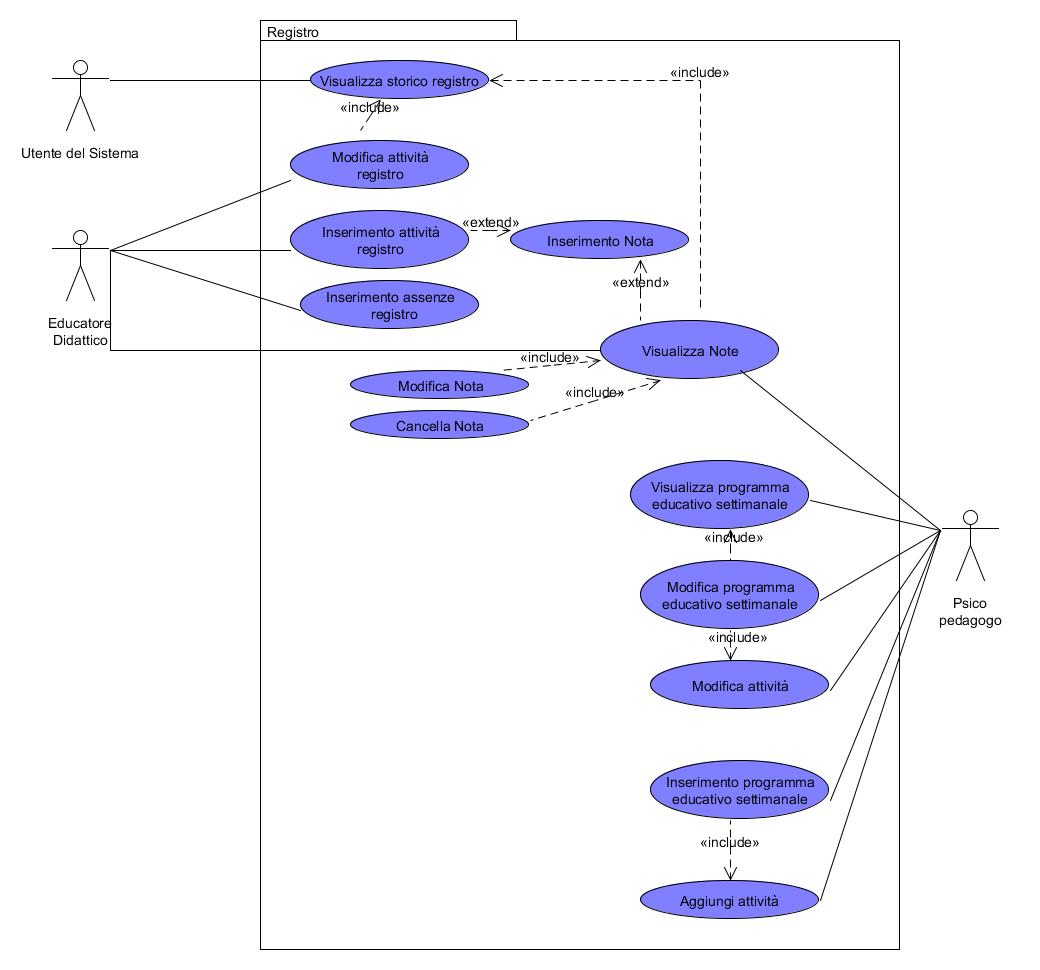 Registro
Visualizza storico registro
«include»
«include»
Utente del Sistema
Modifica attività
registro
Inserimento attività
registro
«extend»
Inserimento Nota
Educatore
Didattico
Inserimento assenze
registro
«extend»
Visualizza Note
«include»
Modifica Nota
«include»
Cancella Nota
Visualizza programma
educativo settimanale
«include»
Modifica programma
educativo settimanale
Psico
pedagogo
«include»
Modifica attività
Inserimento programma
educativo settimanale
«include»
Aggiungi attività